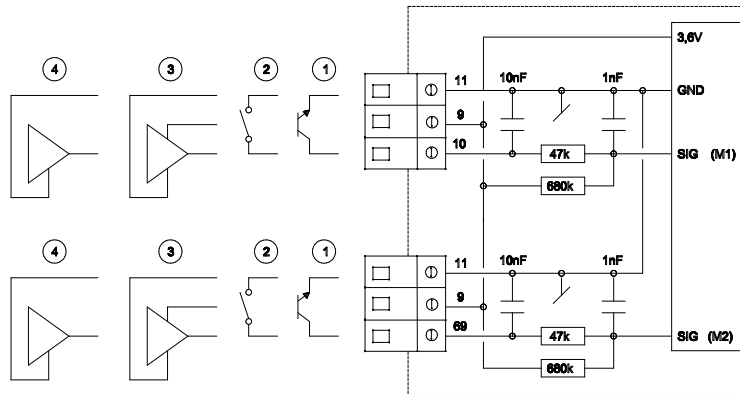 3,6V
4 3 2 1
11 10nF 1nF GND
9
10 47k SIG (M1)
680k
4 3 2 1
11 10nF 1nF
9
69 47k SIG (M2)
680k